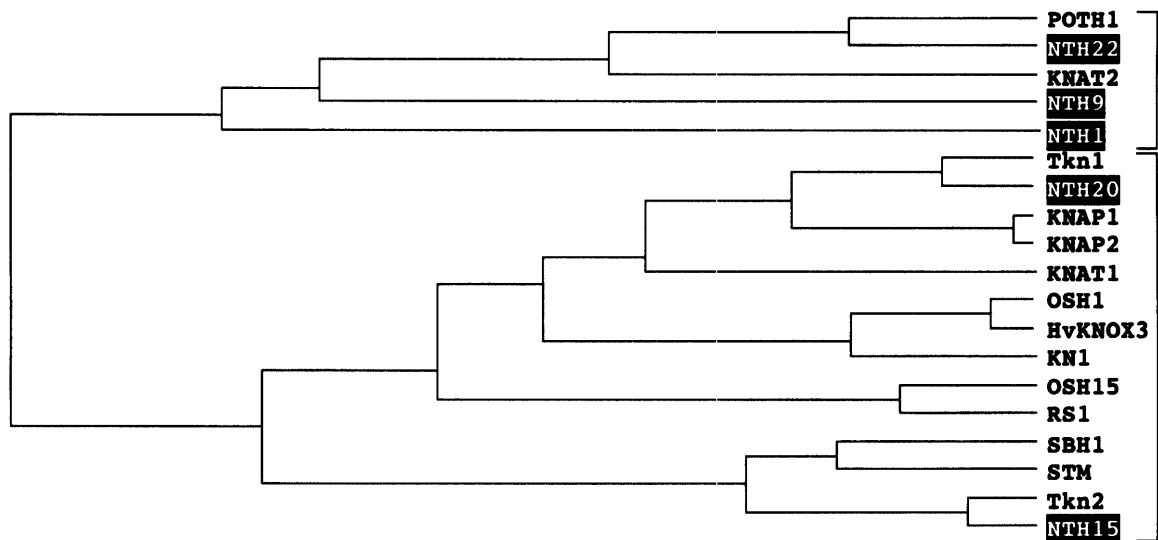 POTH1
NTH22
KNAT2
NTH9
NTH1
Tkn1
NTH20
KNAP1
KNAP2
KNAT1
OSH1
HvKNOX3
KN1
OSH15
RS1
SBH1
STM
Tkn2
NTH15